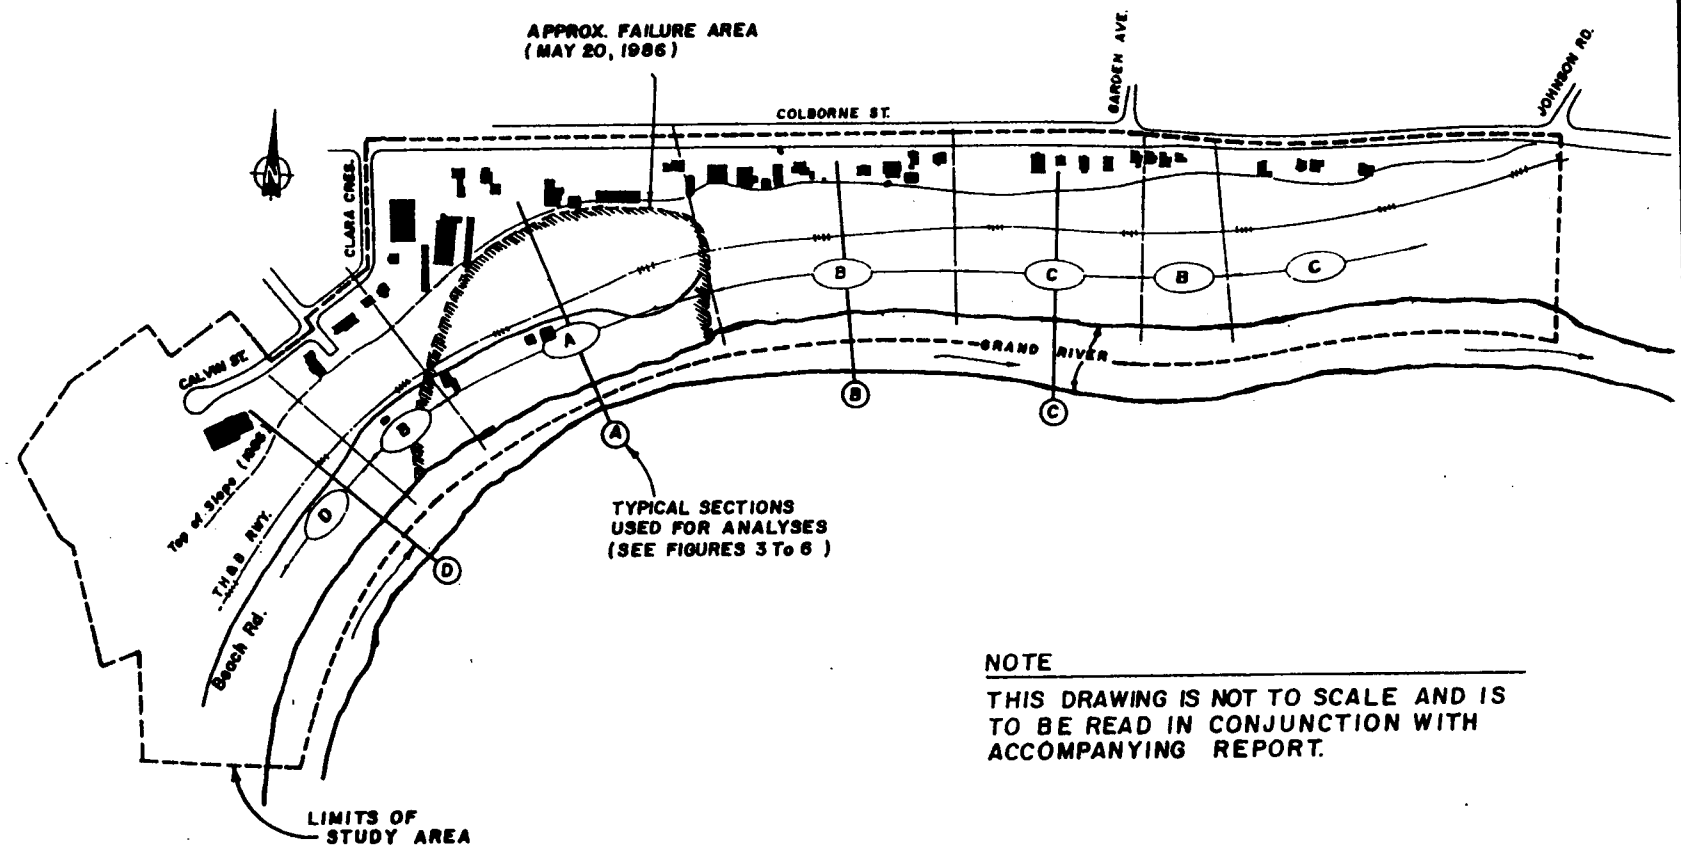 APPROX. FAILURE AREA
(MAY 20, 1986)
COLBORNE ST.
GARDEN AVE.
JOHNSON RD.
N
CLARA CRES.
CALVIN ST.
B
C
B
C
A
B
D
GRAND RIVER
B
C
A
D
Top of Slope (1986)
TH&B RWY.
Beach Rd.
TYPICAL SECTIONS
USED FOR ANALYSES
(SEE FIGURES 3 To 6)
NOTE
THIS DRAWING IS NOT TO SCALE AND IS
TO BE READ IN CONJUNCTION WITH
ACCOMPANYING REPORT.
LIMITS OF
STUDY AREA